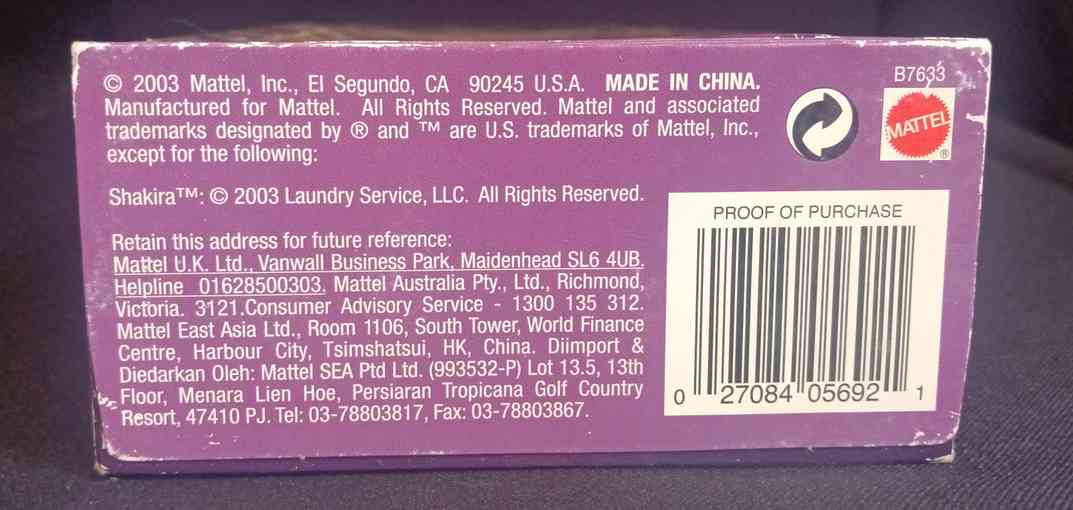 © 2003 Mattel, Inc., El Segundo, CA 90245 U.S.A. MADE IN CHINA.
Manufactured for Mattel. All Rights Reserved. Mattel and associated
trademarks designated by ® and ™ are U.S. trademarks of Mattel, Inc.,
except for the following:
Shakira™: © 2003 Laundry Service, LLC. All Rights Reserved.
Retain this address for future reference:
Mattel U.K. Ltd., Vanwall Business Park, Maidenhead SL6 4UB.
Helpline 01628500303. Mattel Australia Pty., Ltd., Richmond,
Victoria. 3121.Consumer Advisory Service - 1300 135 312.
Mattel East Asia Ltd., Room 1106, South Tower, World Finance
Centre, Harbour City, Tsimshatsui, HK, China. Diimport &
Diedarkan Oleh: Mattel SEA Ptd Ltd. (993532-P) Lot 13.5, 13th
Floor, Menara Lien Hoe, Persiaran Tropicana Golf Country
Resort, 47410 PJ. Tel: 03-78803817, Fax: 03-78803867.
B7633
MATTEL®
PROOF OF PURCHASE
0 27084 05692 1